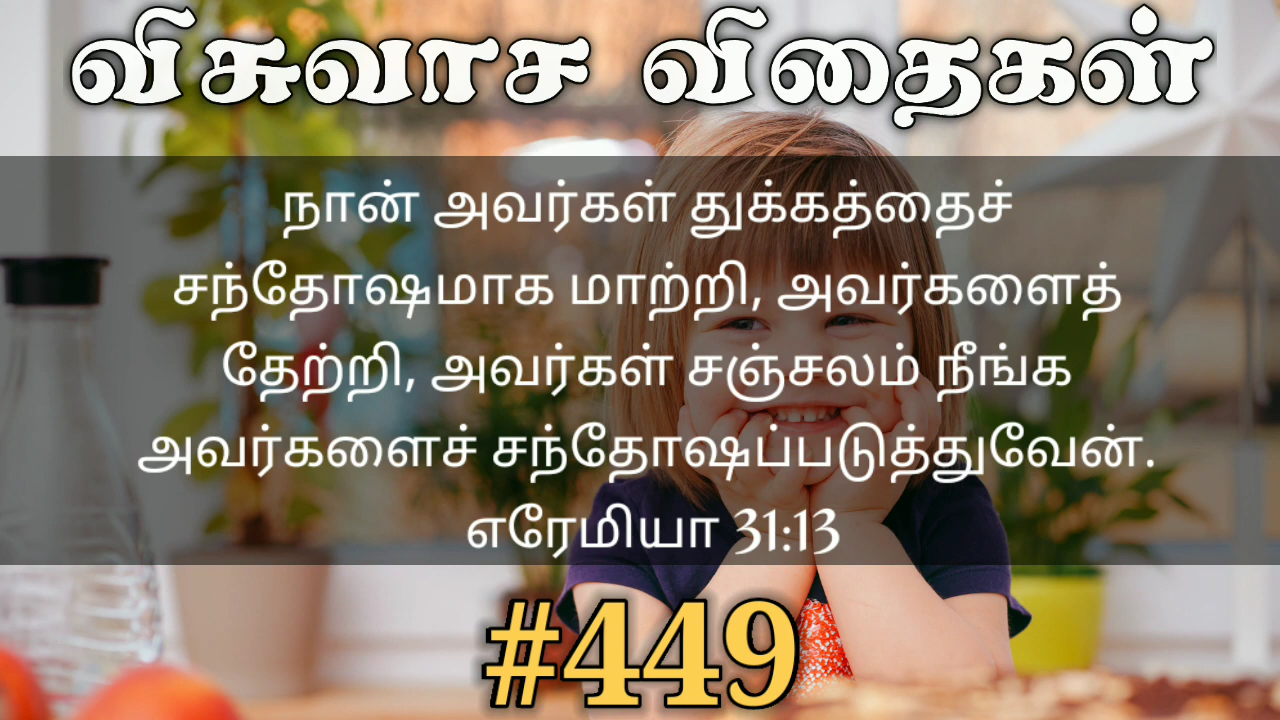 விசுவாச விதைகள்
நான் அவர்கள் துக்கத்தைச்
சந்தோஷமாக மாற்றி, அவர்களைத்
தேற்றி, அவர்கள் சஞ்சலம் நீங்க
அவர்களைச் சந்தோஷப்படுத்துவேன்.
எரேமியா 31:13
#449